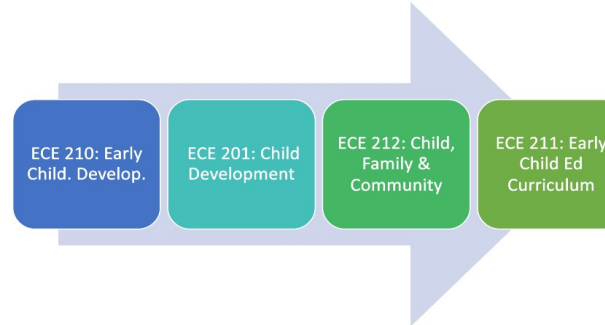 ECE 210: Early
Child. Develop.
ECE 201: Child
Development
ECE 212: Child,
Family &
Community
ECE 211: Early
Child Ed
Curriculum